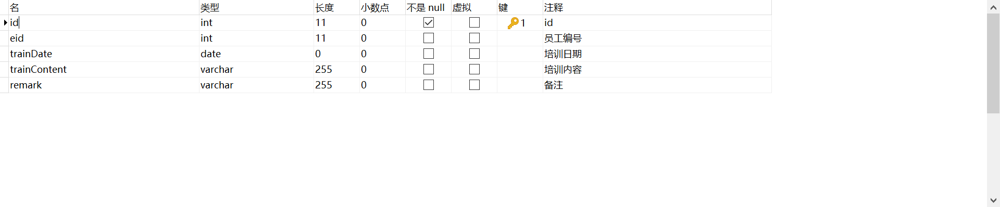 名 类型 长度 小数点 不是 null 虚拟 键 注释
id int 11 0 1 id
eid int 11 0 员工编号
trainDate date 0 0 培训日期
trainContent varchar 255 0 培训内容
remark varchar 255 0 备注